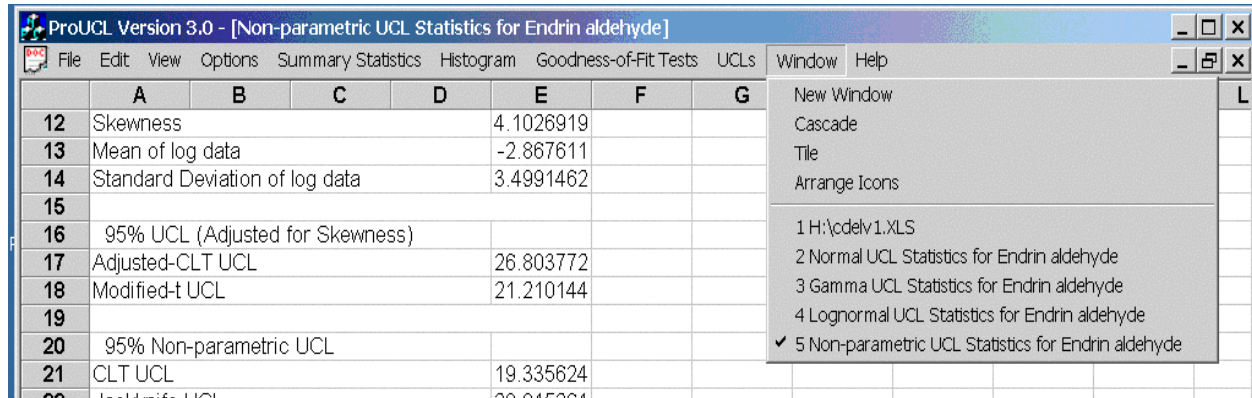 ProUCL Version 3.0 - [Non-parametric UCL Statistics for Endrin aldehyde]
File Edit View Options Summary Statistics Histogram Goodness-of-Fit Tests UCLs Window Help
A B C D E F G L
12 Skewness 4.1026919
13 Mean of log data -2.867611
14 Standard Deviation of log data 3.4991462
15
16 95% UCL (Adjusted for Skewness)
17 Adjusted-CLT UCL 26.803772
18 Modified-t UCL 21.210144
19
20 95% Non-parametric UCL
21 CLT UCL 19.335624
New Window
Cascade
Tile
Arrange Icons
1 H:\cdelv1.XLS
2 Normal UCL Statistics for Endrin aldehyde
3 Gamma UCL Statistics for Endrin aldehyde
4 Lognormal UCL Statistics for Endrin aldehyde
✔ 5 Non-parametric UCL Statistics for Endrin aldehyde